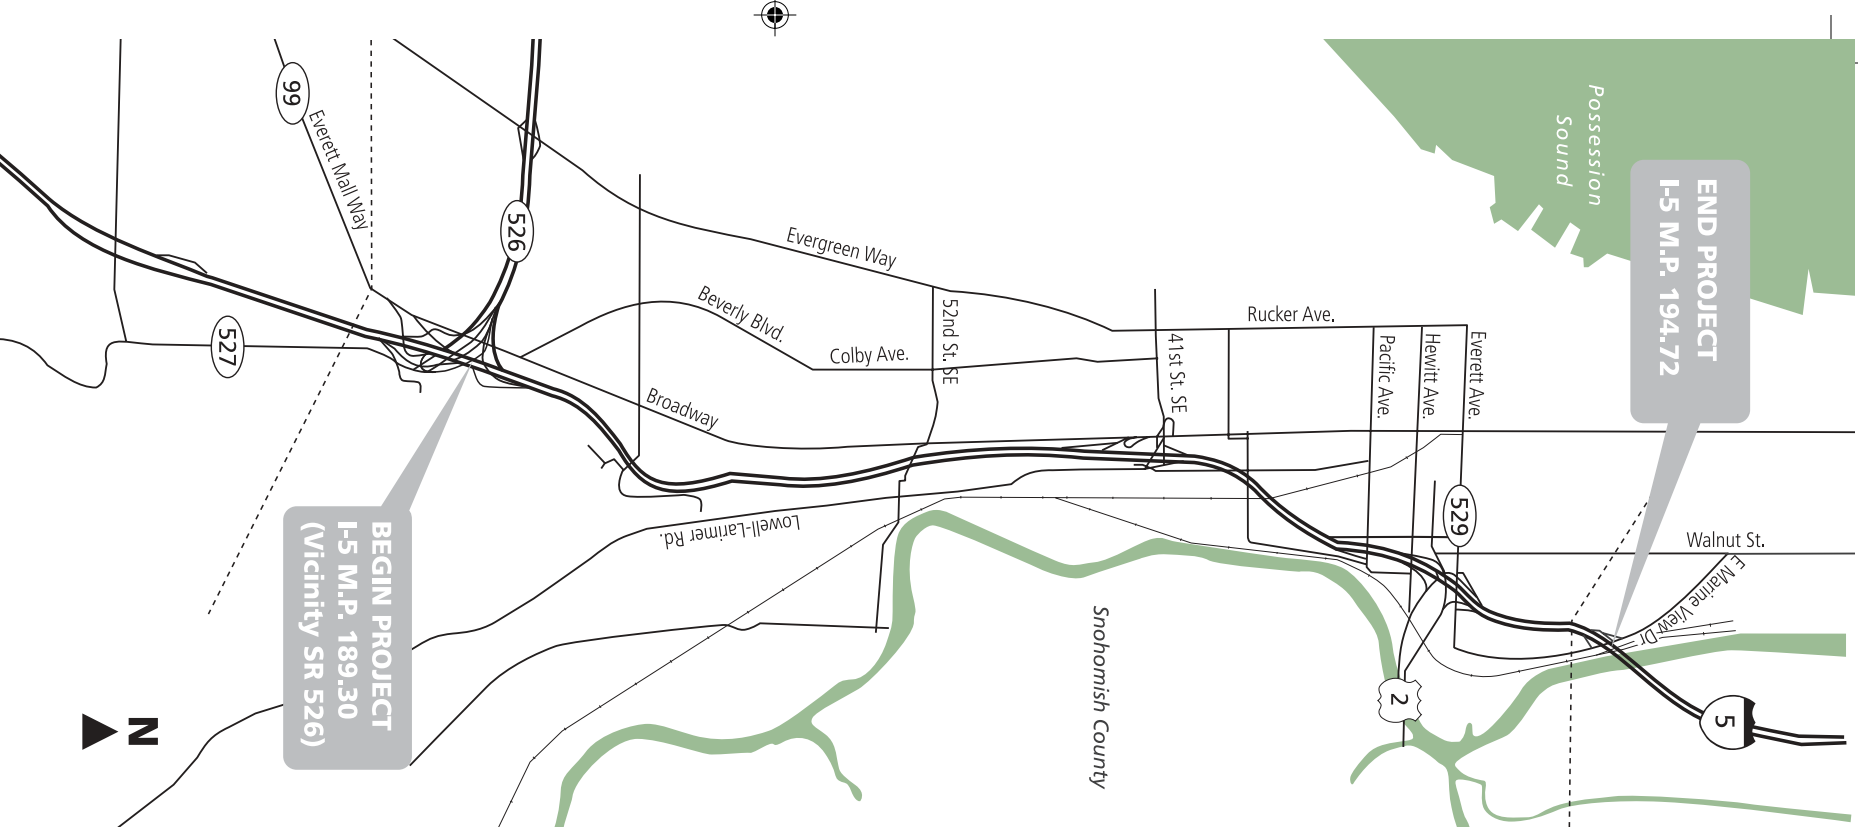 99
Everett Mall Way
526
527
Evergreen Way
Beverly Blvd.
Colby Ave.
Broadway
52nd St. SE
41st St. SE
Rucker Ave.
Pacific Ave.
Hewitt Ave.
Everett Ave.
529
Walnut St.
E Marine View Dr
Lowell-Larimer Rd.
Possession
Sound
END PROJECT
I-5 M.P. 194.72
BEGIN PROJECT
I-5 M.P. 189.30
(Vicinity SR 526)
Snohomish County
2
5
N